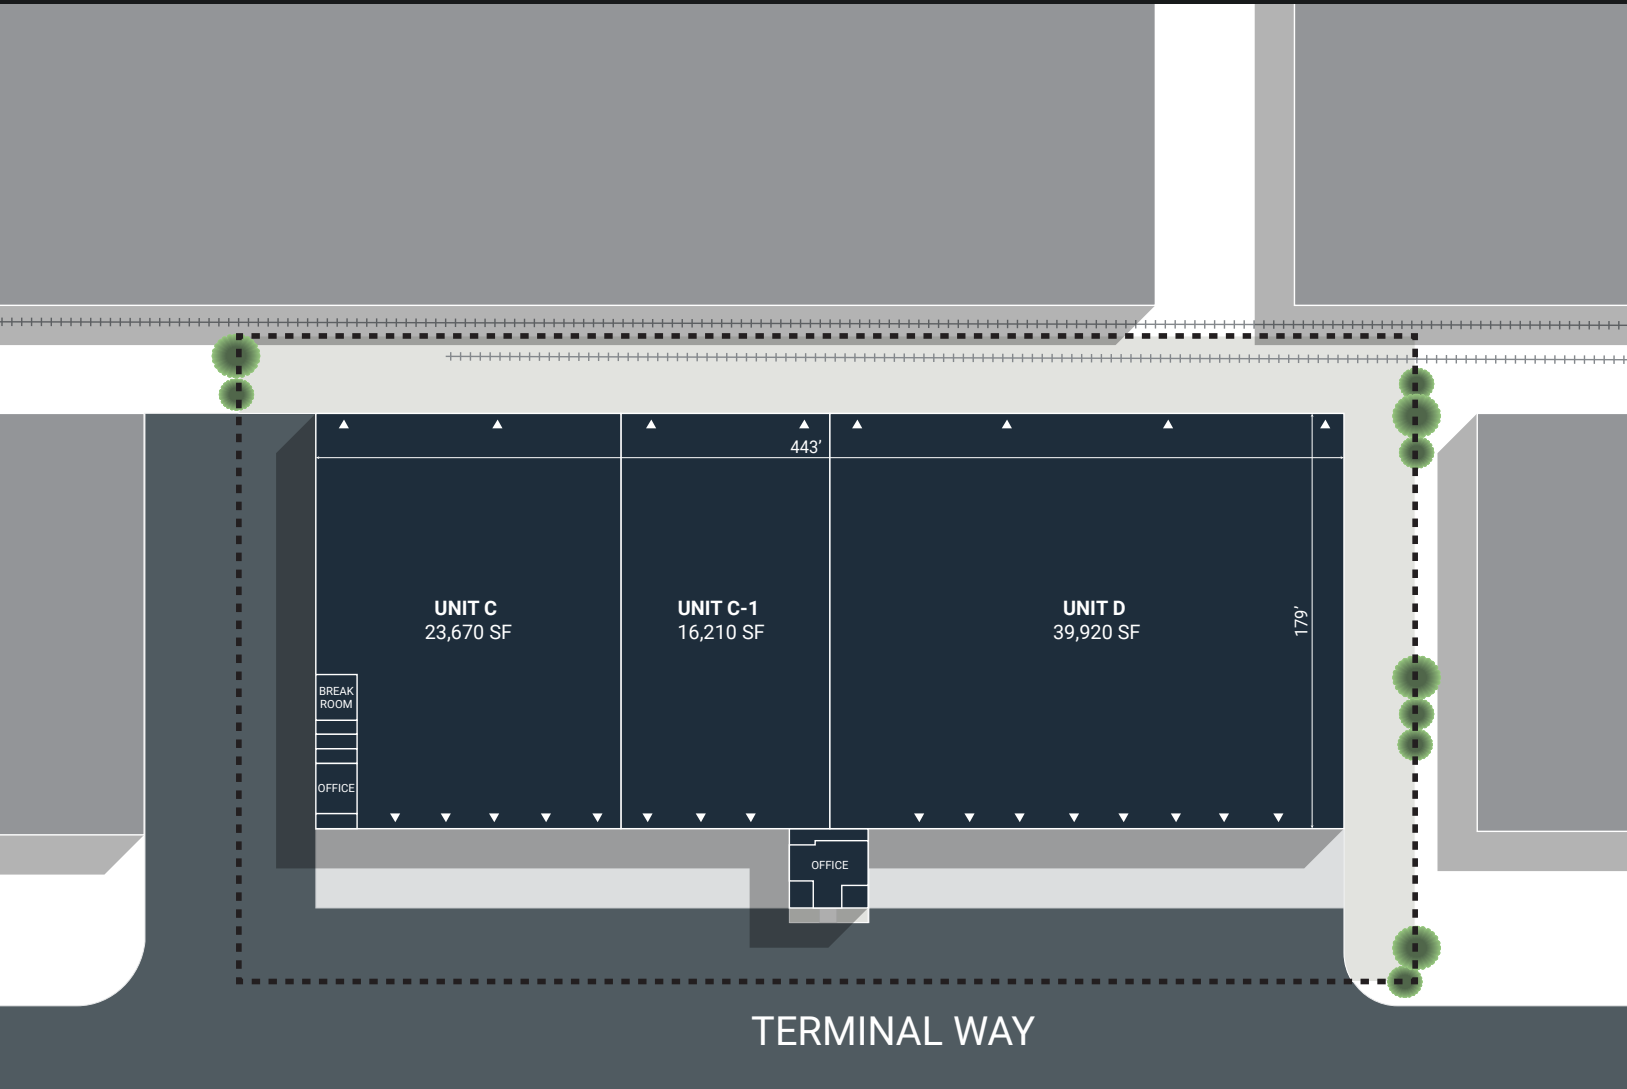 443’
UNIT C
23,670 SF
UNIT C-1
16,210 SF
UNIT D
39,920 SF
179’
BREAK
ROOM
OFFICE
OFFICE
TERMINAL WAY